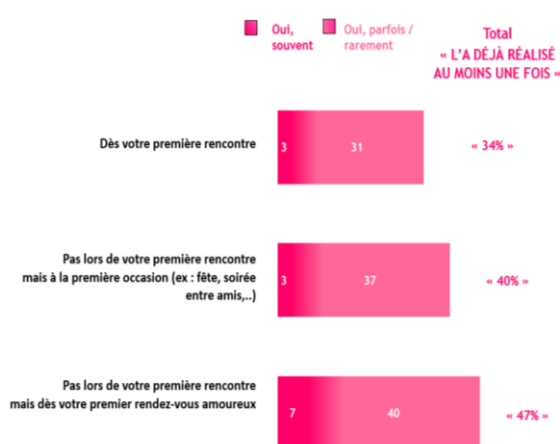 Oui, souvent
Oui, parfois / rarement
Total
« L'A DÉJÀ RÉALISÉ
AU MOINS UNE FOIS »
Dès votre première rencontre
3
31
« 34% »
Pas lors de votre première rencontre
mais à la première occasion (ex : fête, soirée
entre amis,..)
3
37
« 40% »
Pas lors de votre première rencontre
mais dès votre premier rendez-vous amoureux
7
40
« 47% »